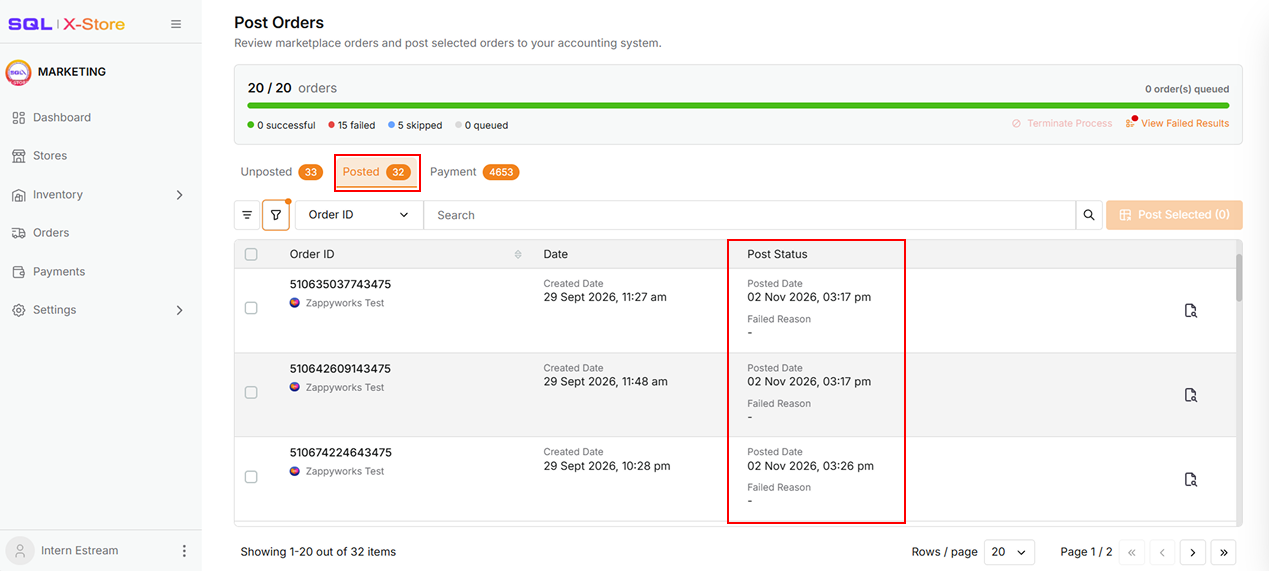 SQL | X-Store
MARKETING
Dashboard
Stores
Inventory
Orders
Payments
Settings
Intern Estream
Post Orders
Review marketplace orders and post selected orders to your accounting system.
20 / 20 orders
0 order(s) queued
0 successful 15 failed 5 skipped 0 queued
Terminate Process View Failed Results
Unposted 33 Posted 32 Payment 4653
Order ID Search Post Selected (0)
Order ID Date Post Status
510635037743475
Zappyworks Test
Created Date
29 Sept 2026, 11:27 am
Posted Date
02 Nov 2026, 03:17 pm
Failed Reason
-
510642609143475
Zappyworks Test
Created Date
29 Sept 2026, 11:48 am
Posted Date
02 Nov 2026, 03:17 pm
Failed Reason
-
510674224643475
Zappyworks Test
Created Date
29 Sept 2026, 10:28 pm
Posted Date
02 Nov 2026, 03:26 pm
Failed Reason
-
Showing 1-20 out of 32 items
Rows / page 20 Page 1 / 2 « ‹ › »